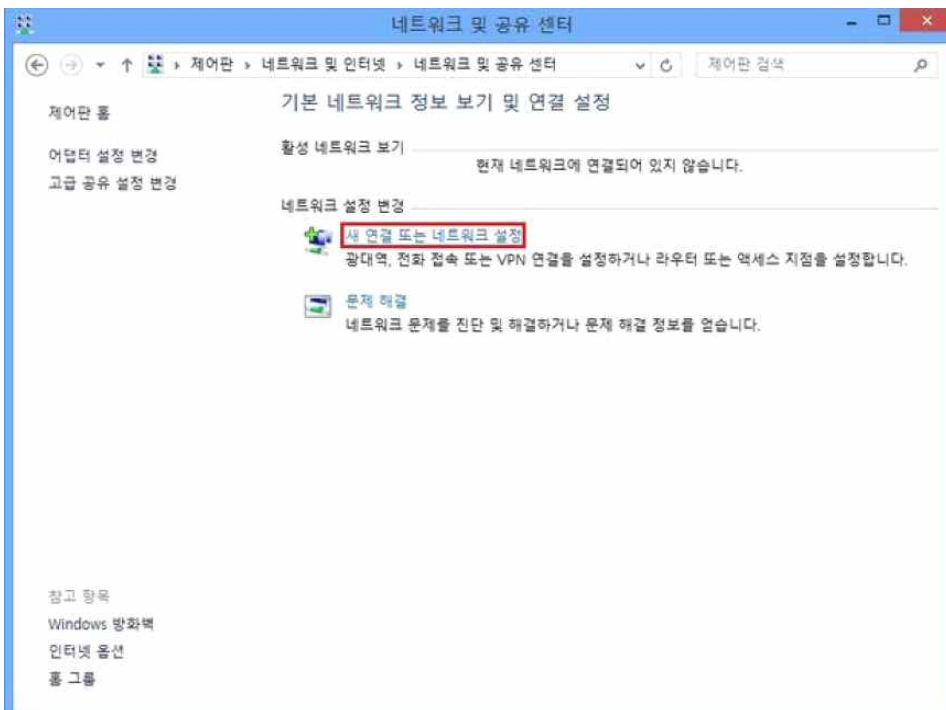 네트워크 및 공유 센터
제어판 › 네트워크 및 인터넷 › 네트워크 및 공유 센터
제어판 검색
제어판 홈
어댑터 설정 변경
고급 공유 설정 변경
기본 네트워크 정보 보기 및 연결 설정
활성 네트워크 보기
현재 네트워크에 연결되어 있지 않습니다.
네트워크 설정 변경
새 연결 또는 네트워크 설정
광대역, 전화 접속 또는 VPN 연결을 설정하거나 라우터 또는 액세스 지점을 설정합니다.
문제 해결
네트워크 문제를 진단 및 해결하거나 문제 해결 정보를 얻습니다.
참고 항목
Windows 방화벽
인터넷 옵션
홈 그룹